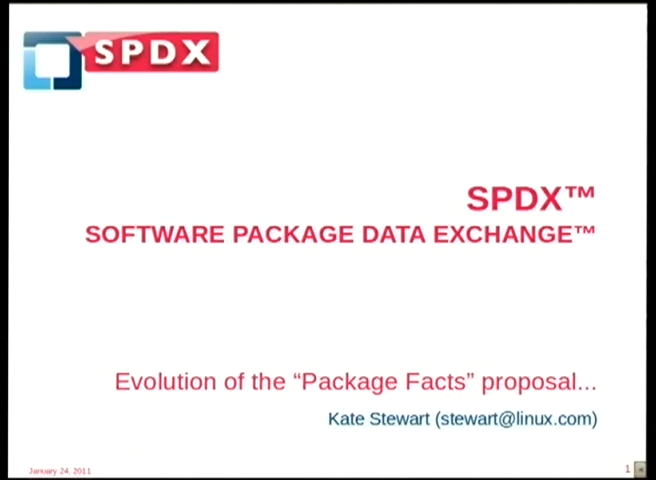 SPDX
SPDX™
SOFTWARE PACKAGE DATA EXCHANGE™
Evolution of the “Package Facts” proposal...
Kate Stewart (stewart@linux.com)
January 24, 2011
1